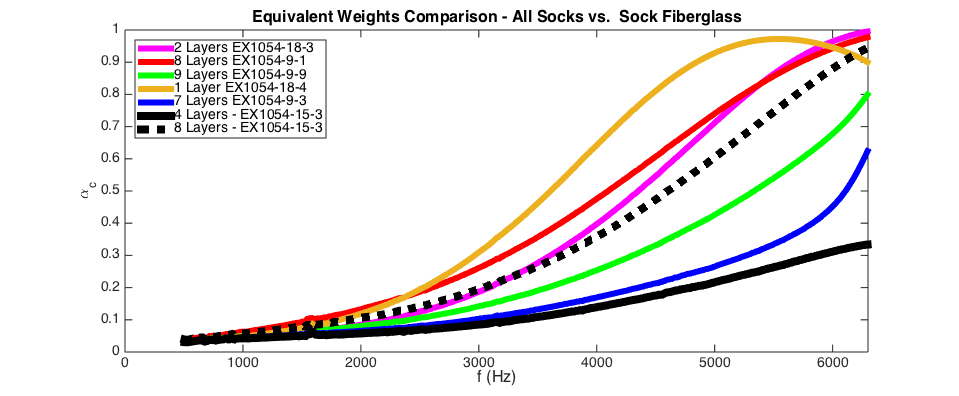 Equivalent Weights Comparison - All Socks vs.  Sock Fiberglass
1
0.9
0.8
0.7
0.6
0.5
0.4
0.3
0.2
0.1
0
α c
2 Layers EX1054-18-3
8 Layers EX1054-9-1
9 Layers EX1054-9-9
1 Layer EX1054-18-4
7 Layers EX1054-9-3
4 Layers - EX1054-15-3
8 Layers - EX1054-15-3
0 1000 2000 3000 4000 5000 6000
f (Hz)